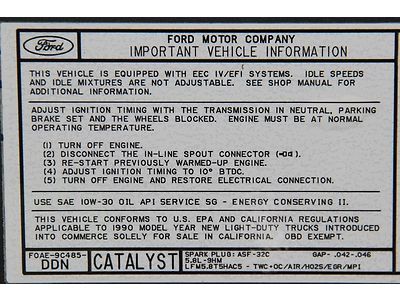 Ford
FORD MOTOR COMPANY
IMPORTANT VEHICLE INFORMATION
THIS VEHICLE IS EQUIPPED WITH EEC IV/EFI SYSTEMS. IDLE SPEEDS
AND IDLE MIXTURES ARE NOT ADJUSTABLE. SEE SHOP MANUAL FOR
ADDITIONAL INFORMATION.
ADJUST IGNITION TIMING WITH THE TRANSMISSION IN NEUTRAL, PARKING
BRAKE SET AND THE WHEELS BLOCKED. ENGINE MUST BE AT NORMAL
OPERATING TEMPERATURE.
(1) TURN OFF ENGINE.
(2) DISCONNECT THE IN-LINE SPOUT CONNECTOR ( ).
(3) RE-START PREVIOUSLY WARMED-UP ENGINE.
(4) ADJUST IGNITION TIMING TO 10° BTDC.
(5) TURN OFF ENGINE AND RESTORE ELECTRICAL CONNECTION.
USE SAE 10W-30 OIL API SERVICE SG - ENERGY CONSERVING II.
THIS VEHICLE CONFORMS TO U.S. EPA AND CALIFORNIA REGULATIONS
APPLICABLE TO 1990 MODEL YEAR NEW LIGHT-DUTY TRUCKS INTRODUCED
INTO COMMERCE SOLELY FOR SALE IN CALIFORNIA. OBD EXEMPT.
F0AE-9C485-
DDN
CATALYST
SPARK PLUG: ASF-32C GAP- .042-.046
5.8L-9HM
LFM5.8T5HAC5 - TWC-OC/AIR/HO2S/EGR/MPI